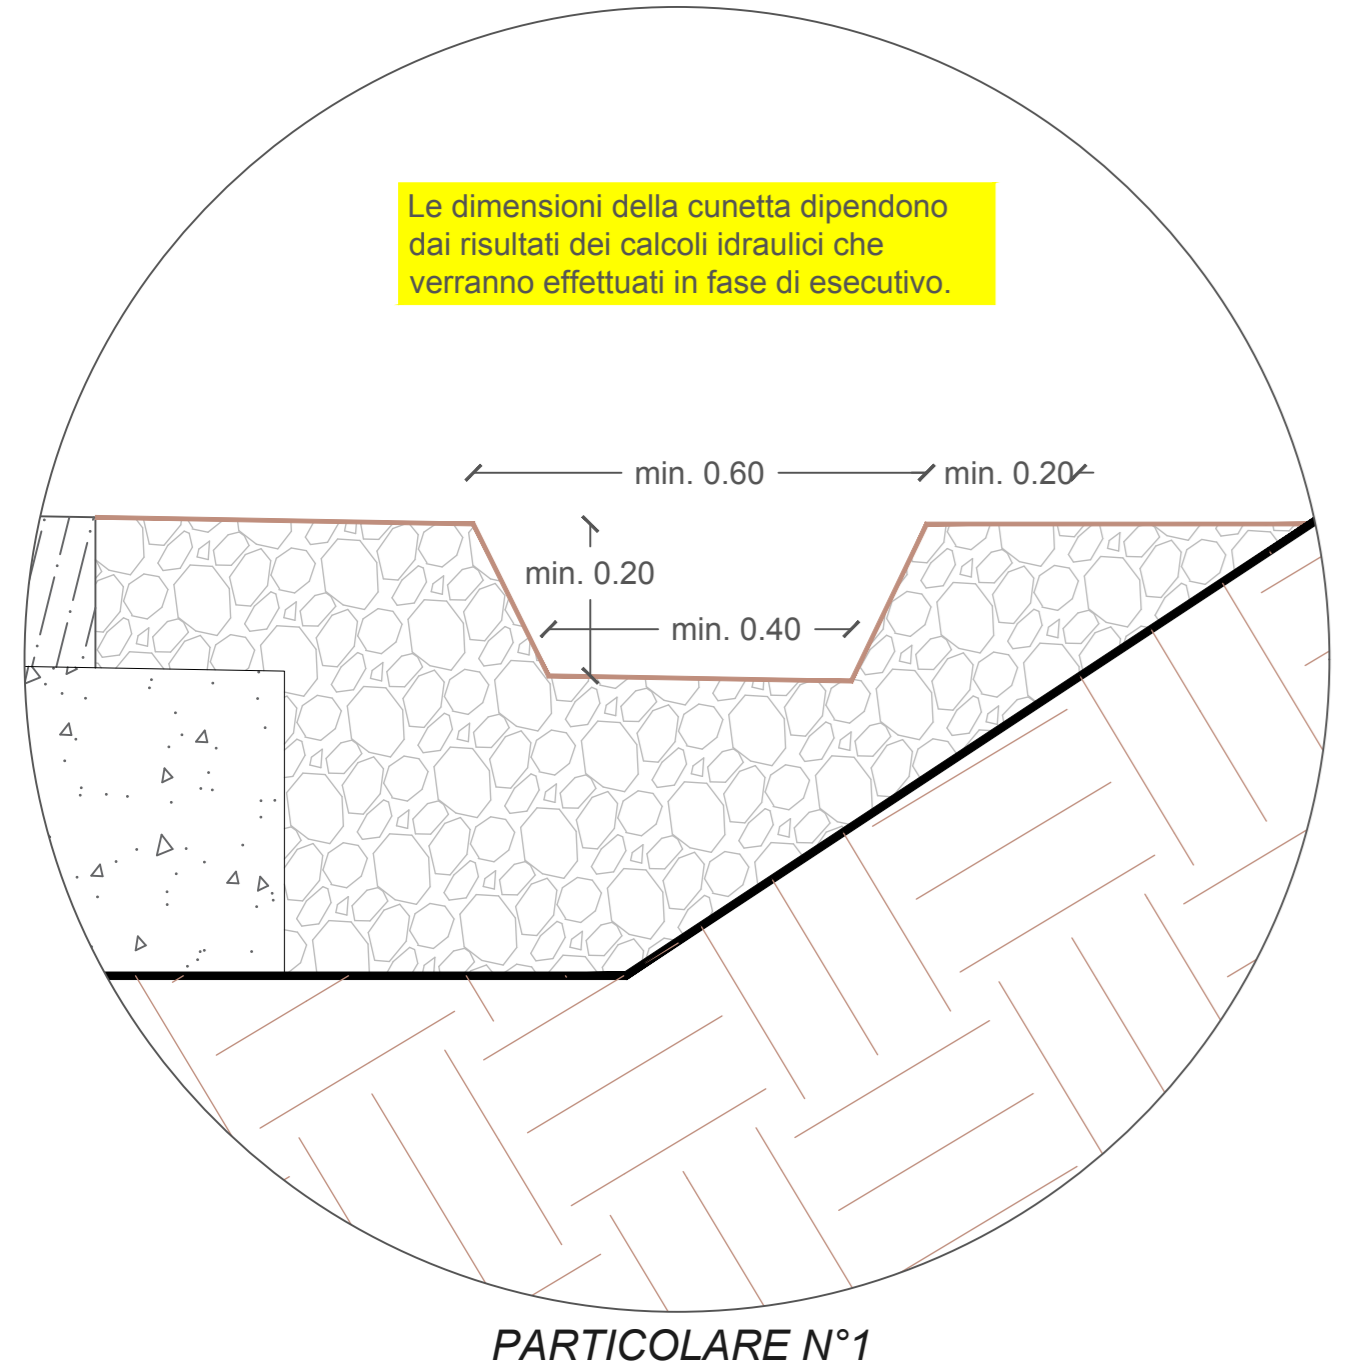 Le dimensioni della cunetta dipendono
dai risultati dei calcoli idraulici che
verranno effettuati in fase di esecutivo.
min. 0.60
min. 0.20
min. 0.20
min. 0.40
PARTICOLARE N°1